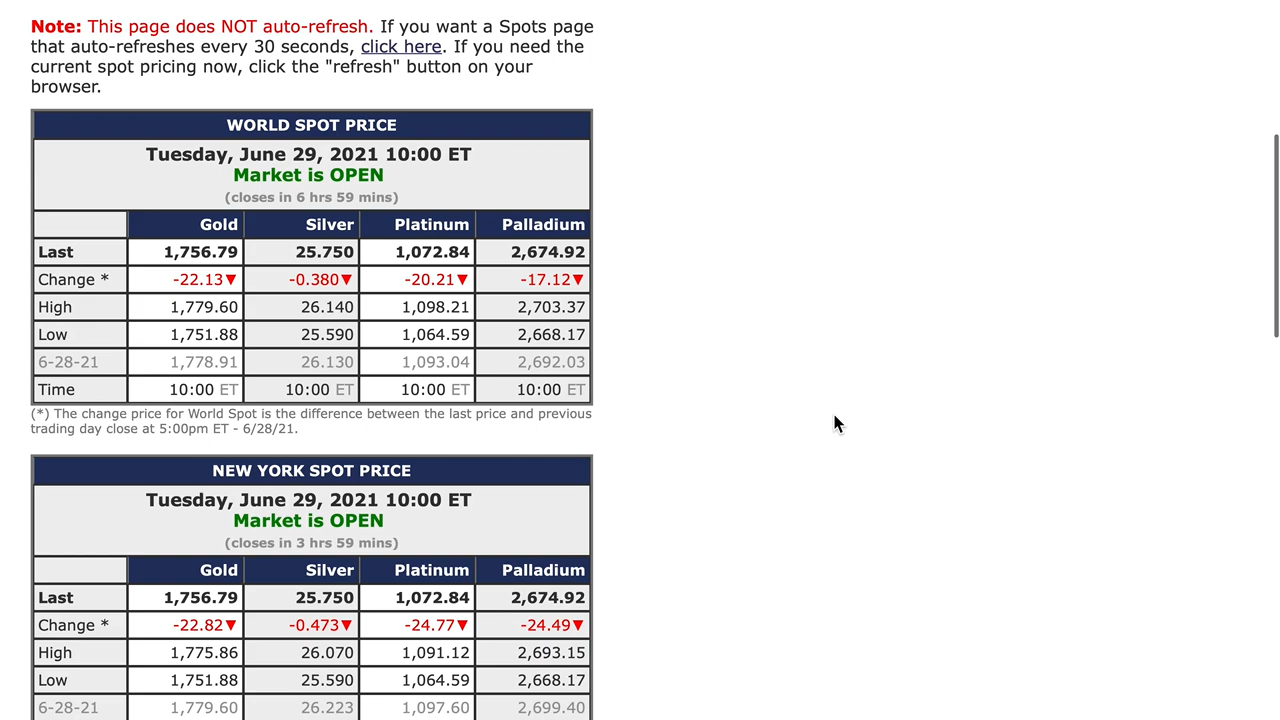 Note: This page does NOT auto-refresh. If you want a Spots page
that auto-refreshes every 30 seconds, click here. If you need the
current spot pricing now, click the "refresh" button on your
browser.
WORLD SPOT PRICE
Tuesday, June 29, 2021 10:00 ET
Market is OPEN
(closes in 6 hrs 59 mins)
Gold Silver Platinum Palladium
Last 1,756.79 25.750 1,072.84 2,674.92
Change * -22.13▼ -0.380▼ -20.21▼ -17.12▼
High 1,779.60 26.140 1,098.21 2,703.37
Low 1,751.88 25.590 1,064.59 2,668.17
6-28-21 1,778.91 26.130 1,093.04 2,692.03
Time 10:00 ET 10:00 ET 10:00 ET 10:00 ET
(*) The change price for World Spot is the difference between the last price and previous
trading day close at 5:00pm ET - 6/28/21.
NEW YORK SPOT PRICE
Tuesday, June 29, 2021 10:00 ET
Market is OPEN
(closes in 3 hrs 59 mins)
Gold Silver Platinum Palladium
Last 1,756.79 25.750 1,072.84 2,674.92
Change * -22.82▼ -0.473▼ -24.77▼ -24.49▼
High 1,775.86 26.070 1,091.12 2,693.15
Low 1,751.88 25.590 1,064.59 2,668.17
6-28-21 1,779.60 26.223 1,097.60 2,699.40